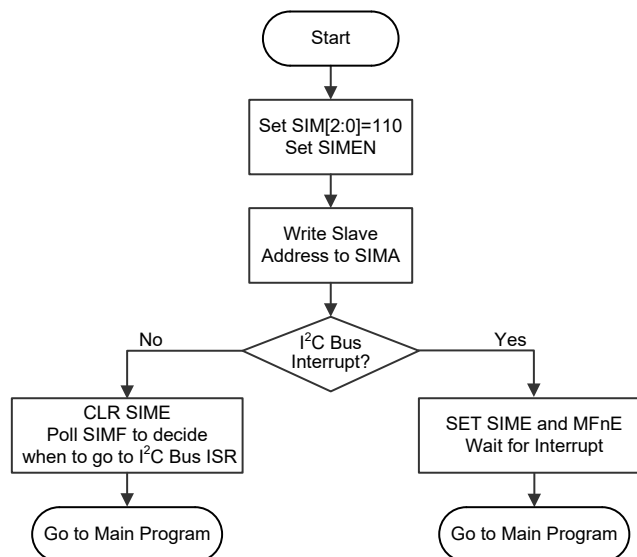 Start
Set SIM[2:0]=110
Set SIMEN
Write Slave
Address to SIMA
I²C Bus
Interrupt?
No
Yes
CLR SIME
Poll SIMF to decide
when to go to I²C Bus ISR
SET SIME and MFnE
Wait for Interrupt
Go to Main Program
Go to Main Program